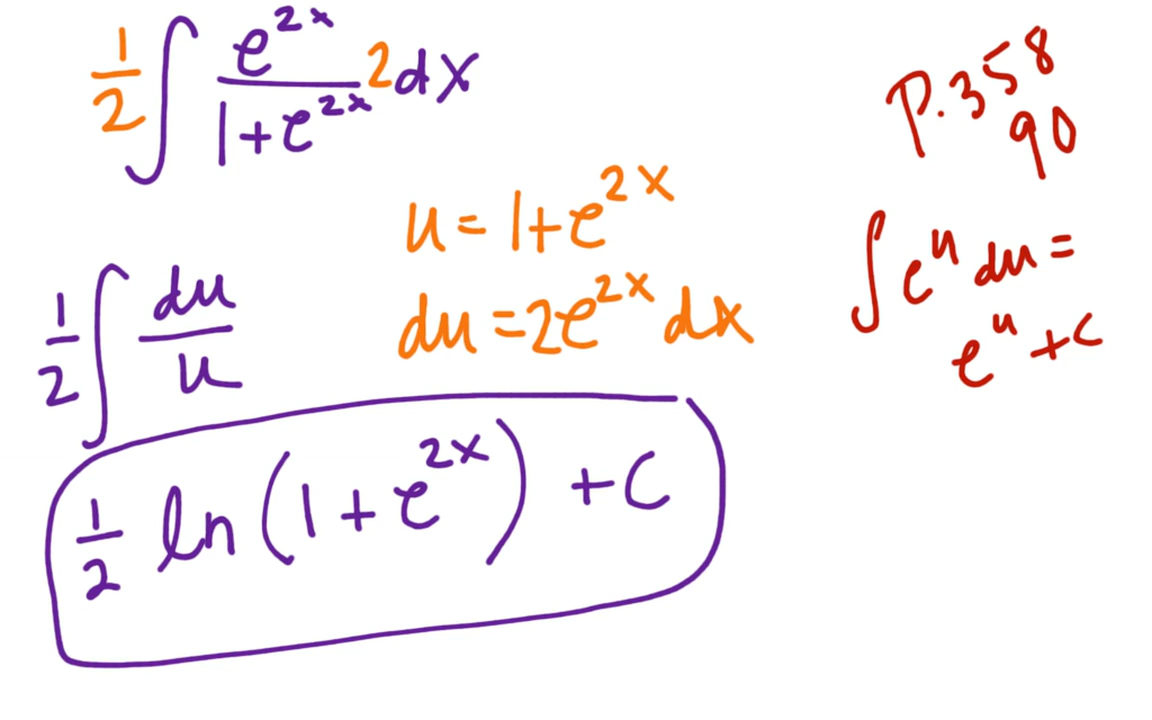 1/2 ∫ e^{2x}/(1+e^{2x}) 2dx
u = 1+e^{2x}
du = 2e^{2x} dx
1/2 ∫ du/u
1/2 ln(1+e^{2x}) +C
P.358
90
∫e^u du =
e^u +C